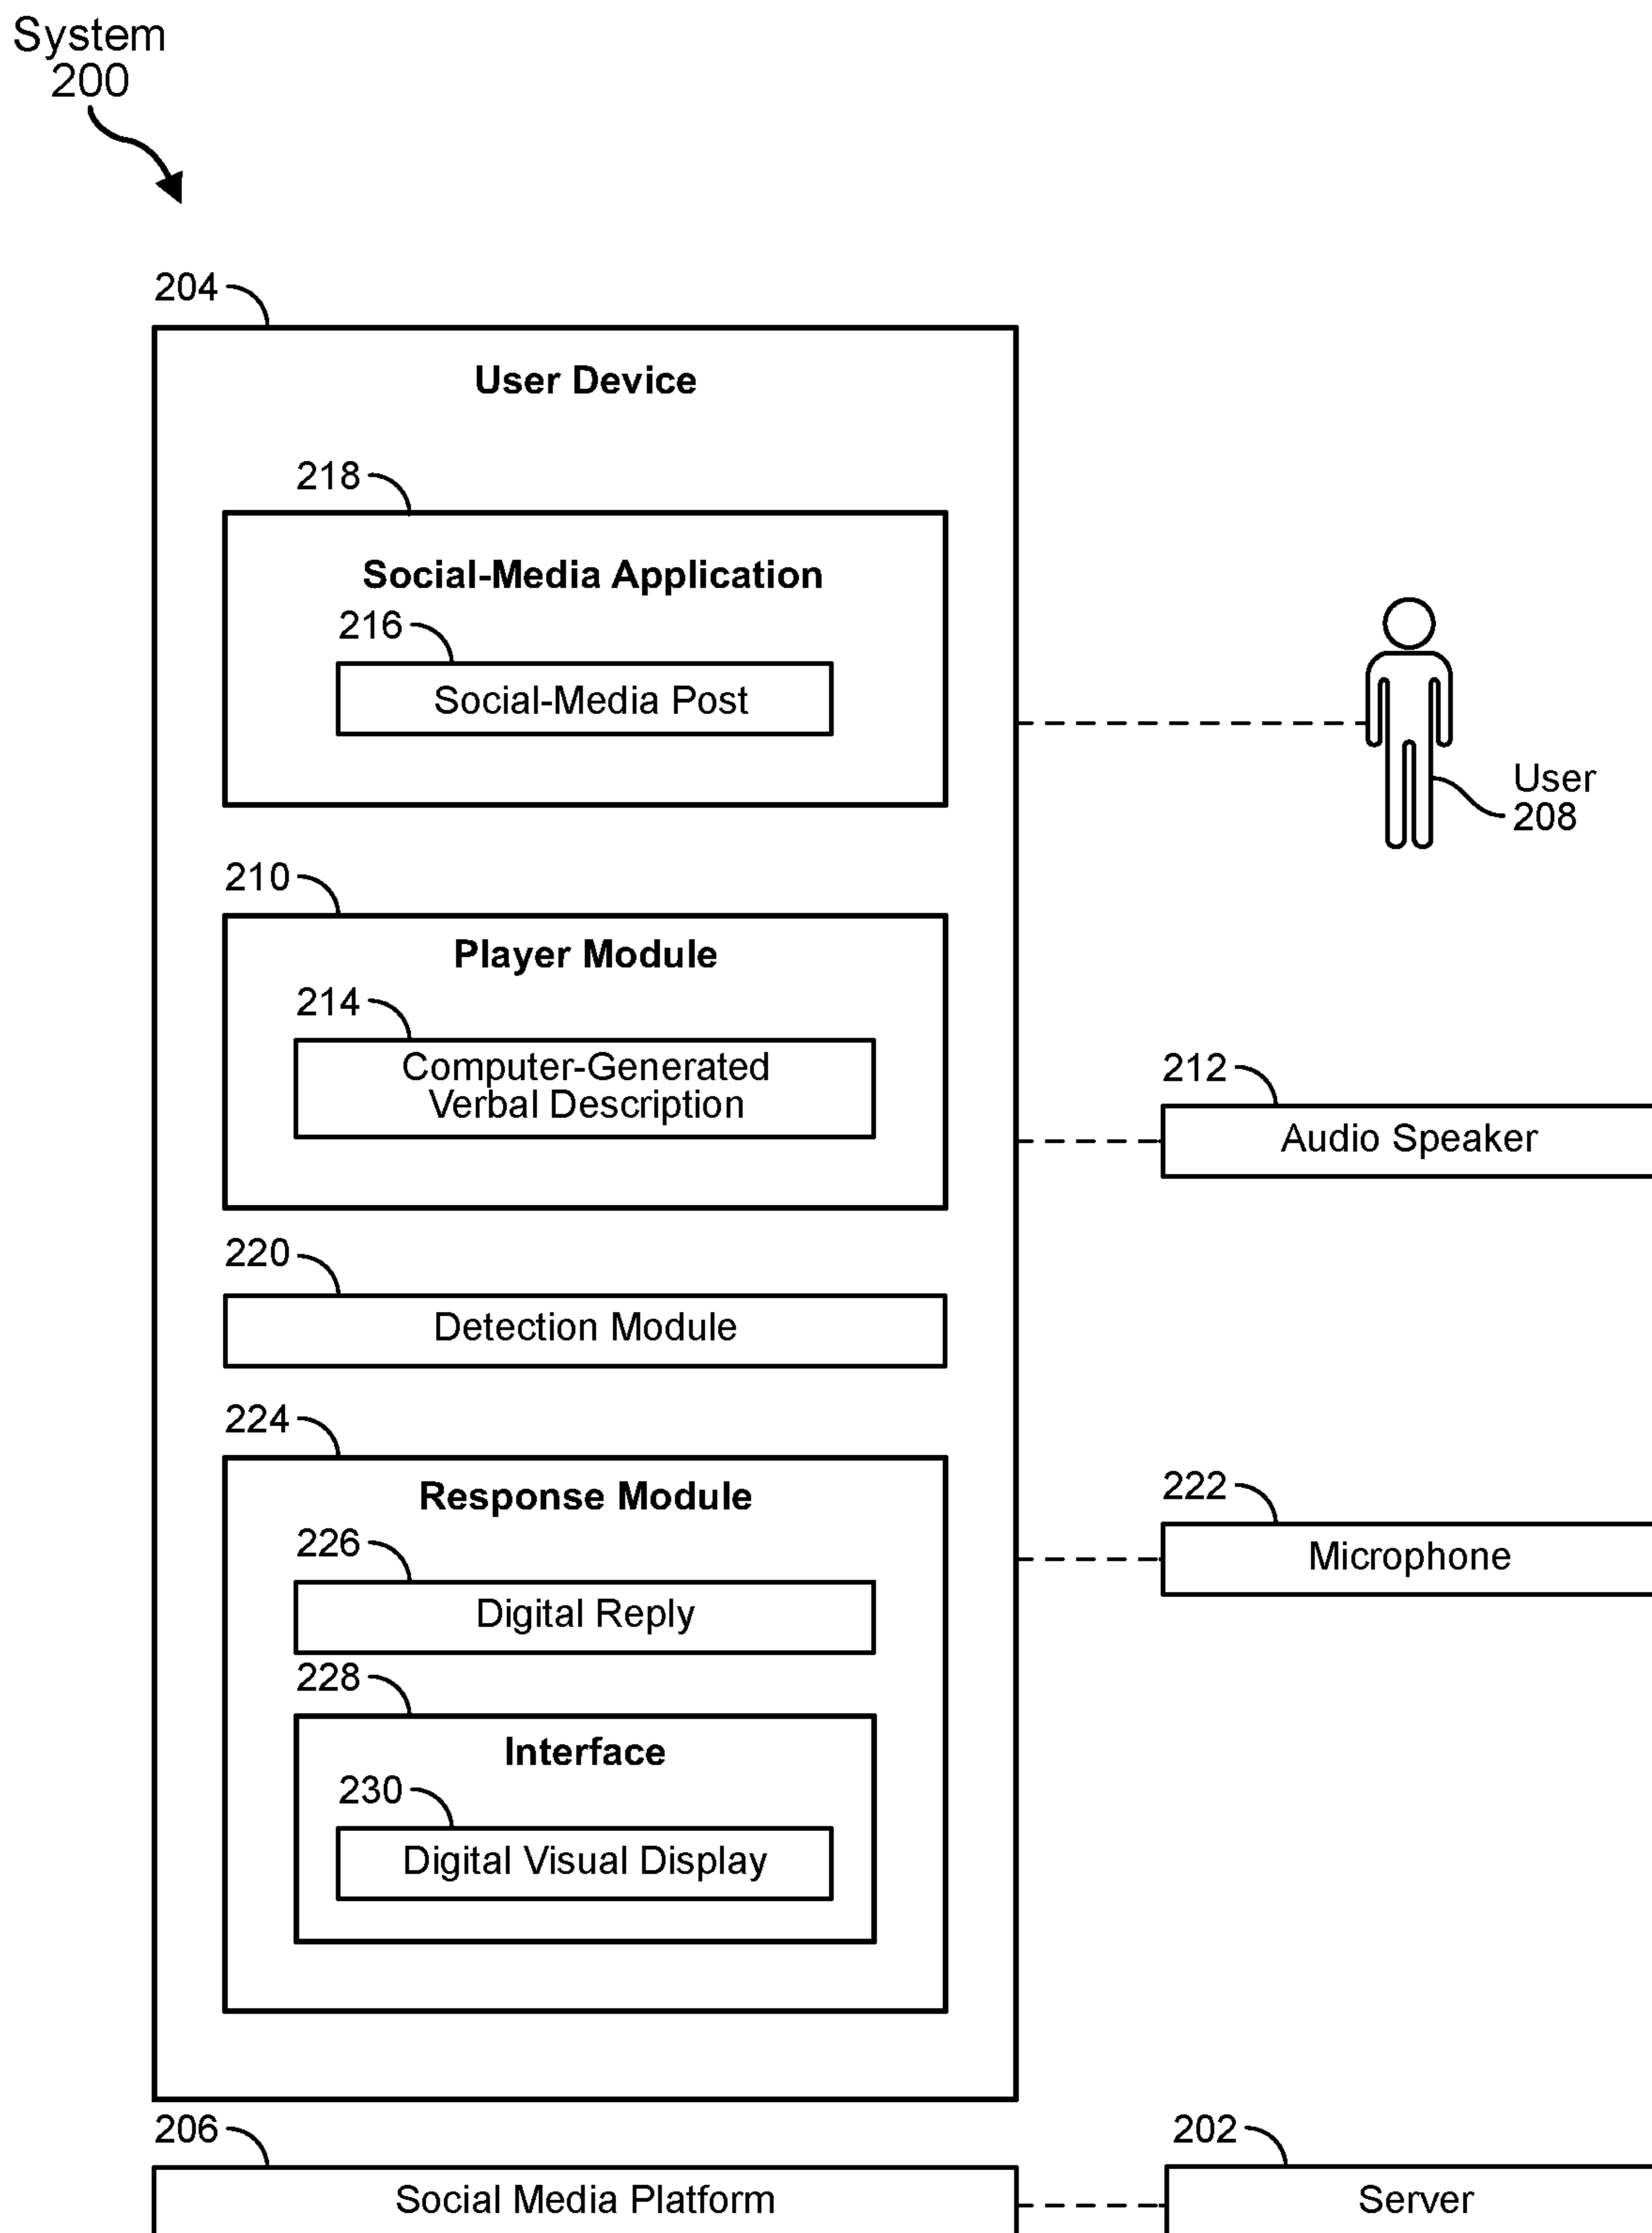 System
200
204
User Device
218
Social-Media Application
216
Social-Media Post
User
208
210
Player Module
214
Computer-Generated
Verbal Description
212
Audio Speaker
220
Detection Module
224
Response Module
222
Microphone
226
Digital Reply
228
Interface
230
Digital Visual Display
206
Social Media Platform
202
Server